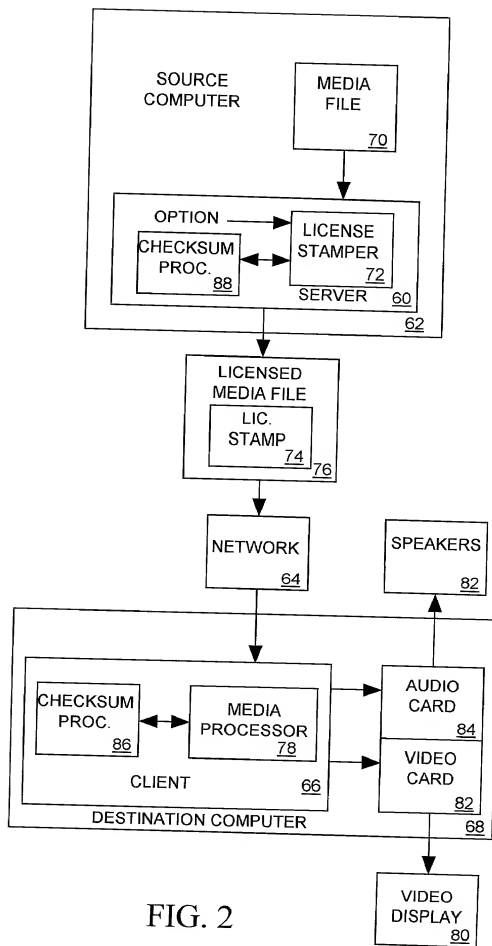 SOURCE
COMPUTER
MEDIA
FILE
70
OPTION
LICENSE
STAMPER
72
CHECKSUM
PROC.
88
SERVER
60
62
LICENSED
MEDIA FILE
LIC.
STAMP
74
76
NETWORK
64
SPEAKERS
82
CHECKSUM
PROC.
86
MEDIA
PROCESSOR
78
CLIENT
66
AUDIO
CARD
84
VIDEO
CARD
82
DESTINATION COMPUTER
68
VIDEO
DISPLAY
80
FIG. 2